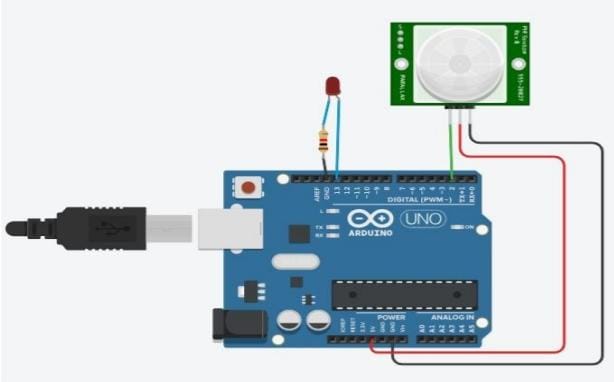 PIR Sensor
Rev B
555-28027
PARALLAX
AREF
GND
13
12
~11
~10
~9
8
7
~6
~5
4
~3
2
TX→1
RX←0
DIGITAL (PWM~)
L
TX
RX
ARDUINO
UNO
ON
IOREF
RESET
3.3V
5V
GND
GND
Vin
POWER
ANALOG IN
A0
A1
A2
A3
A4
A5